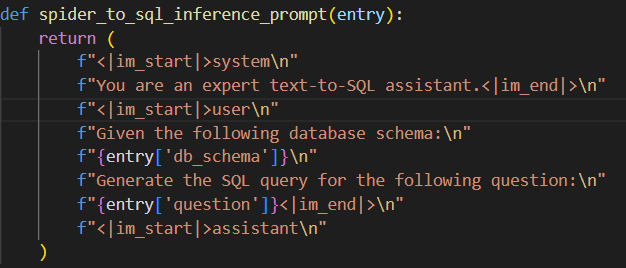 def spider_to_sql_inference_prompt(entry):
    return (
        f"<|im_start|>system\n"
        f"You are an expert text-to-SQL assistant.<|im_end|>\n"
        f"<|im_start|>user\n"
        f"Given the following database schema:\n"
        f"{entry['db_schema']}\n"
        f"Generate the SQL query for the following question:\n"
        f"{entry['question']}<|im_end|>\n"
        f"<|im_start|>assistant\n"
    )